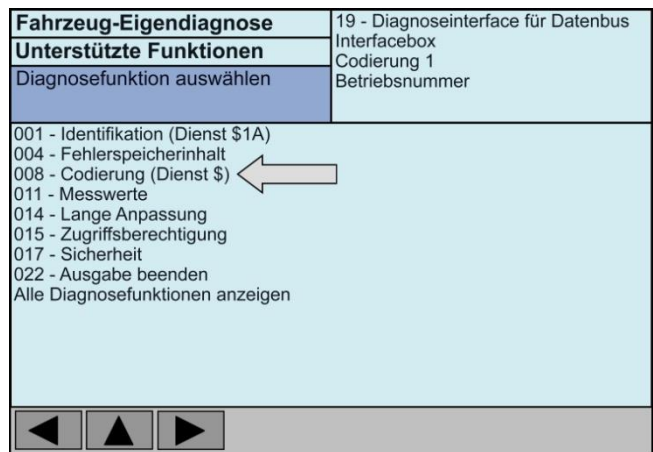 Fahrzeug-Eigendiagnose
Unterstützte Funktionen
Diagnosefunktion auswählen
19 - Diagnoseinterface für Datenbus
Interfacebox
Codierung 1
Betriebsnummer
001 - Identifikation (Dienst $1A)
004 - Fehlerspeicherinhalt
008 - Codierung (Dienst $)
011 - Messwerte
014 - Lange Anpassung
015 - Zugriffsberechtigung
017 - Sicherheit
022 - Ausgabe beenden
Alle Diagnosefunktionen anzeigen